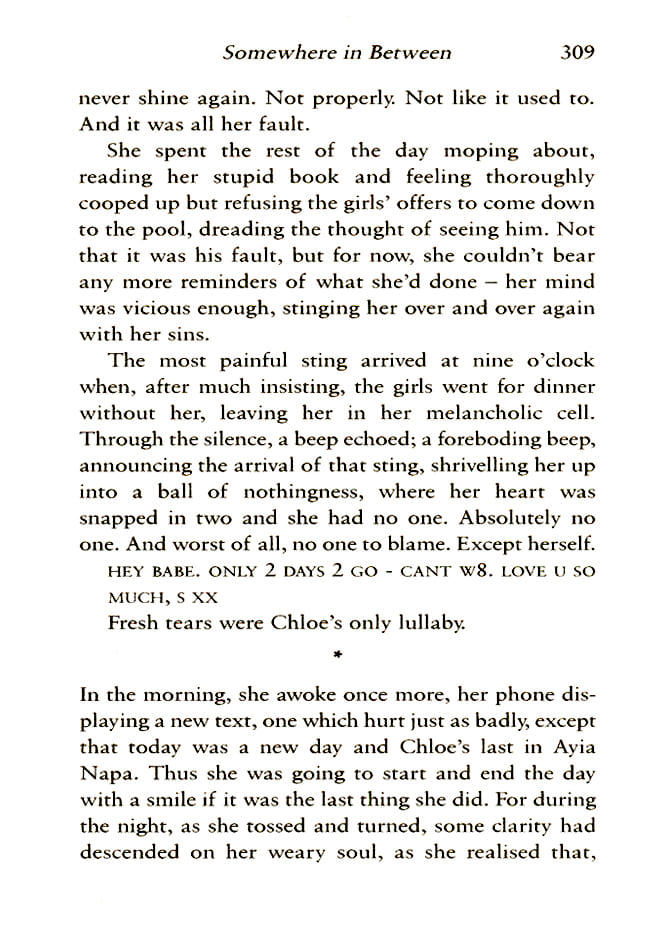 Somewhere in Between 309
never shine again. Not properly. Not like it used to.
And it was all her fault.
She spent the rest of the day moping about,
reading her stupid book and feeling thoroughly
cooped up but refusing the girls’ offers to come down
to the pool, dreading the thought of seeing him. Not
that it was his fault, but for now, she couldn’t bear
any more reminders of what she’d done – her mind
was vicious enough, stinging her over and over again
with her sins.
The most painful sting arrived at nine o’clock
when, after much insisting, the girls went for dinner
without her, leaving her in her melancholic cell.
Through the silence, a beep echoed; a foreboding beep,
announcing the arrival of that sting, shrivelling her up
into a ball of nothingness, where her heart was
snapped in two and she had no one. Absolutely no
one. And worst of all, no one to blame. Except herself.
HEY BABE. ONLY 2 DAYS 2 GO - CANT W8. LOVE U SO
MUCH, S XX
Fresh tears were Chloe’s only lullaby.
*
In the morning, she awoke once more, her phone dis-
playing a new text, one which hurt just as badly, except
that today was a new day and Chloe’s last in Ayia
Napa. Thus she was going to start and end the day
with a smile if it was the last thing she did. For during
the night, as she tossed and turned, some clarity had
descended on her weary soul, as she realised that,